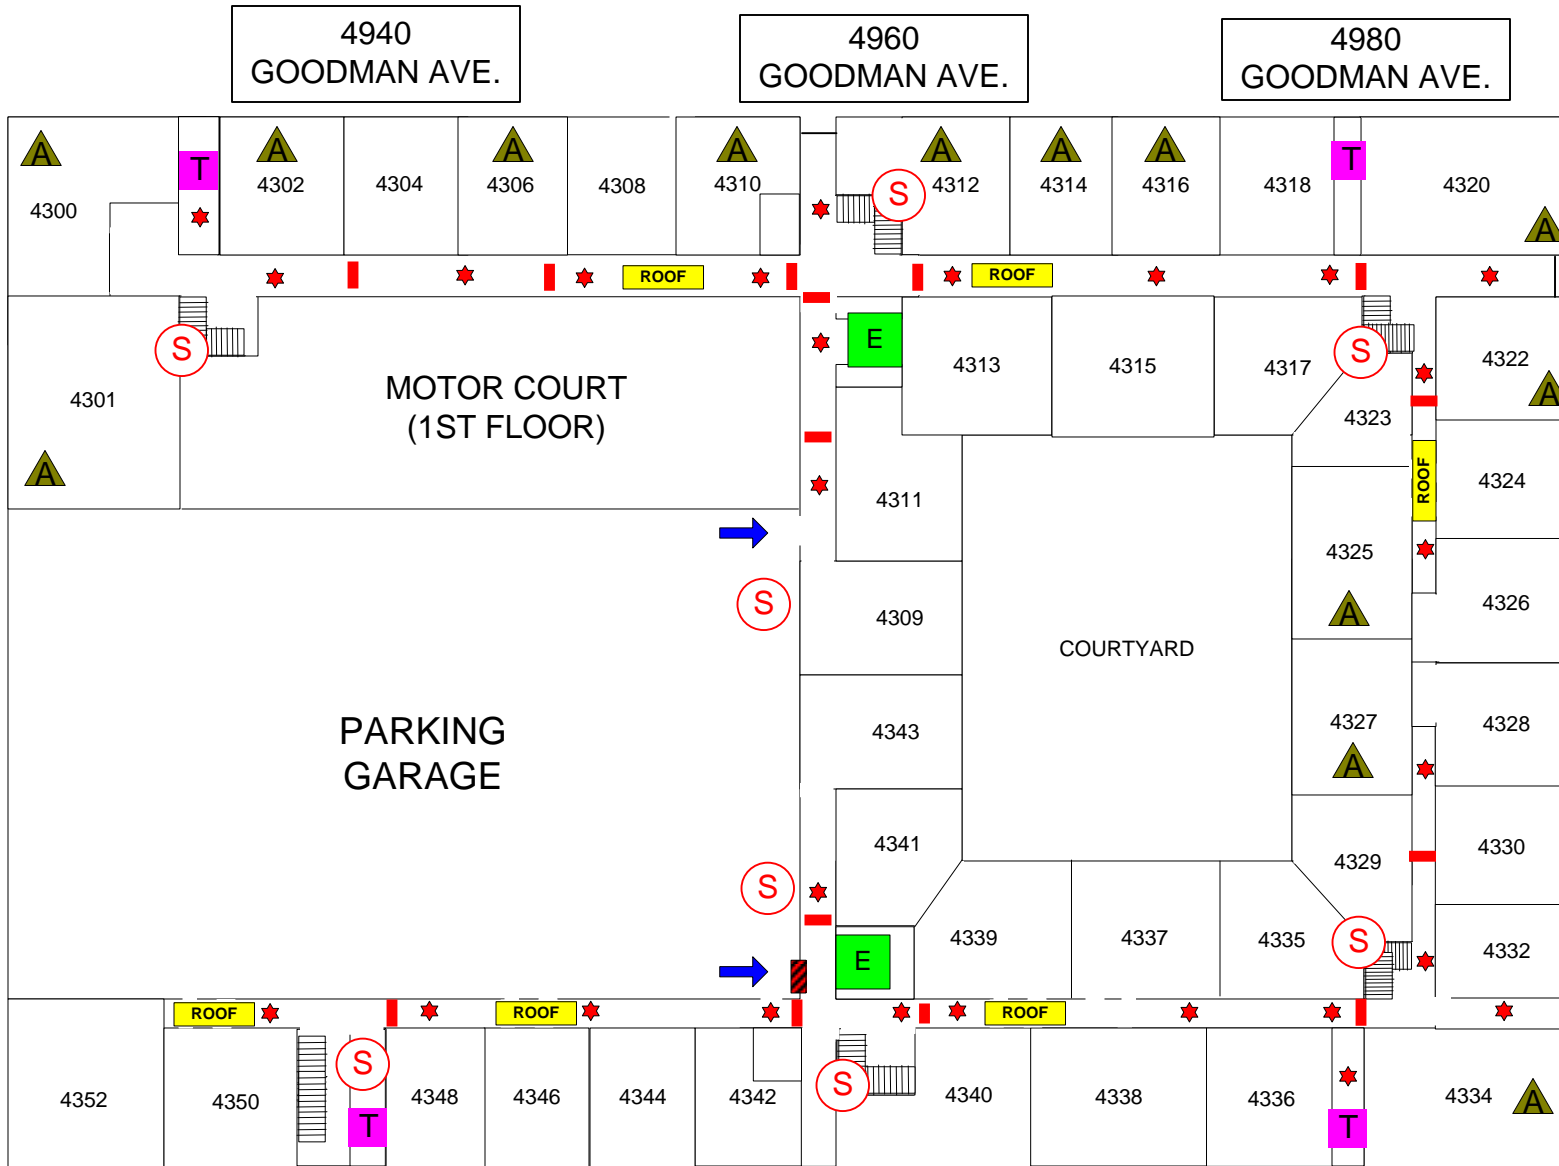 4940
GOODMAN AVE.
4960
GOODMAN AVE.
4980
GOODMAN AVE.
A
T
4302
A
4304
A
4306
4308
A
4310
S
A
4312
A
4314
A
4316
4318
T
4320
A
4300
ROOF
ROOF
S
4301
A
MOTOR COURT
(1ST FLOOR)
E
4313
4315
4317
S
4323
4322
A
4311
ROOF
4324
4325
A
4326
S
4309
COURTYARD
PARKING
GARAGE
4343
4327
A
4328
4341
4329
4330
S
E
4339
4337
4335
S
4332
ROOF
ROOF
ROOF
4352
4350
S
T
4348
4346
4344
4342
S
4340
4338
4336
T
4334
A